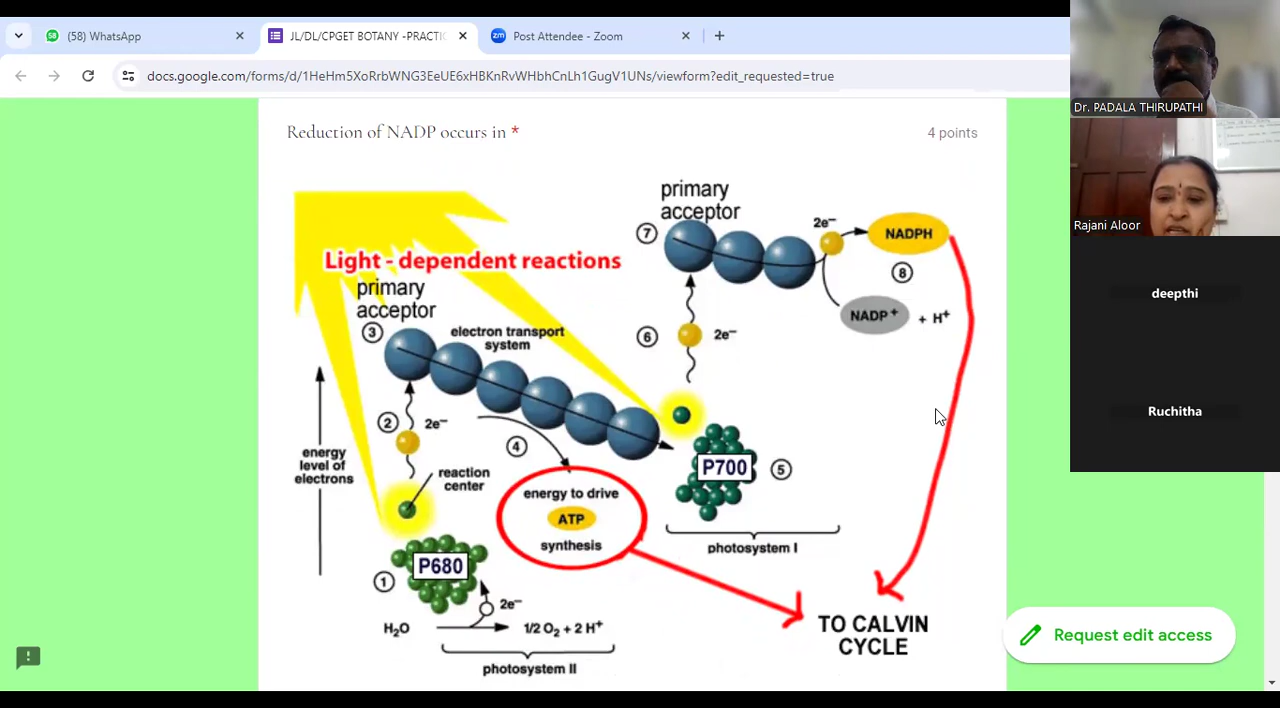 (58) WhatsApp
JL/DL/CPGET BOTANY -PRACTIC
Post Attendee - Zoom
docs.google.com/forms/d/1HeHm5XoRrbWNG3EeUE6xHBKnRvWHbhCnLh1GugV1UNs/viewform?edit_requested=true
Dr. PADALA THIRUPATHI
Rajani Aloor
deepthi
Ruchitha
Reduction of NADP occurs in *
4 points
Light - dependent reactions
primary
acceptor
7
2e⁻
NADPH
8
NADP⁺ + H⁺
primary
acceptor
3
electron transport
system
6
2e⁻
2
2e⁻
4
energy
level of
electrons
reaction
center
P700
5
energy to drive
ATP
synthesis
photosystem I
P680
1
2e⁻
H₂O
1/2 O₂ + 2 H⁺
photosystem II
TO CALVIN
CYCLE
Request edit access